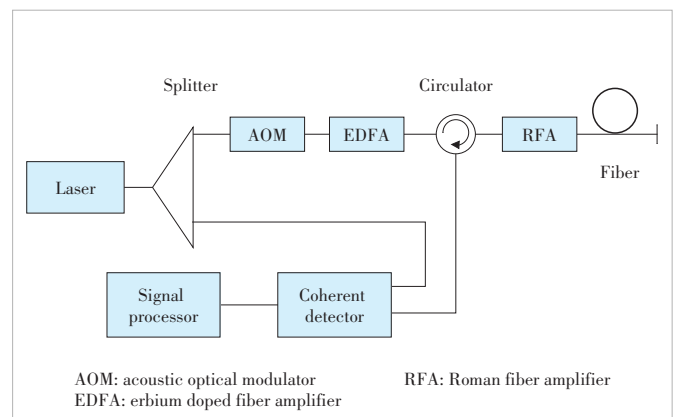 Splitter
Circulator
AOM
EDFA
RFA
Laser
Fiber
Signal
processor
Coherent
detector
AOM: acoustic optical modulator
EDFA: erbium doped fiber amplifier
RFA: Roman fiber amplifier